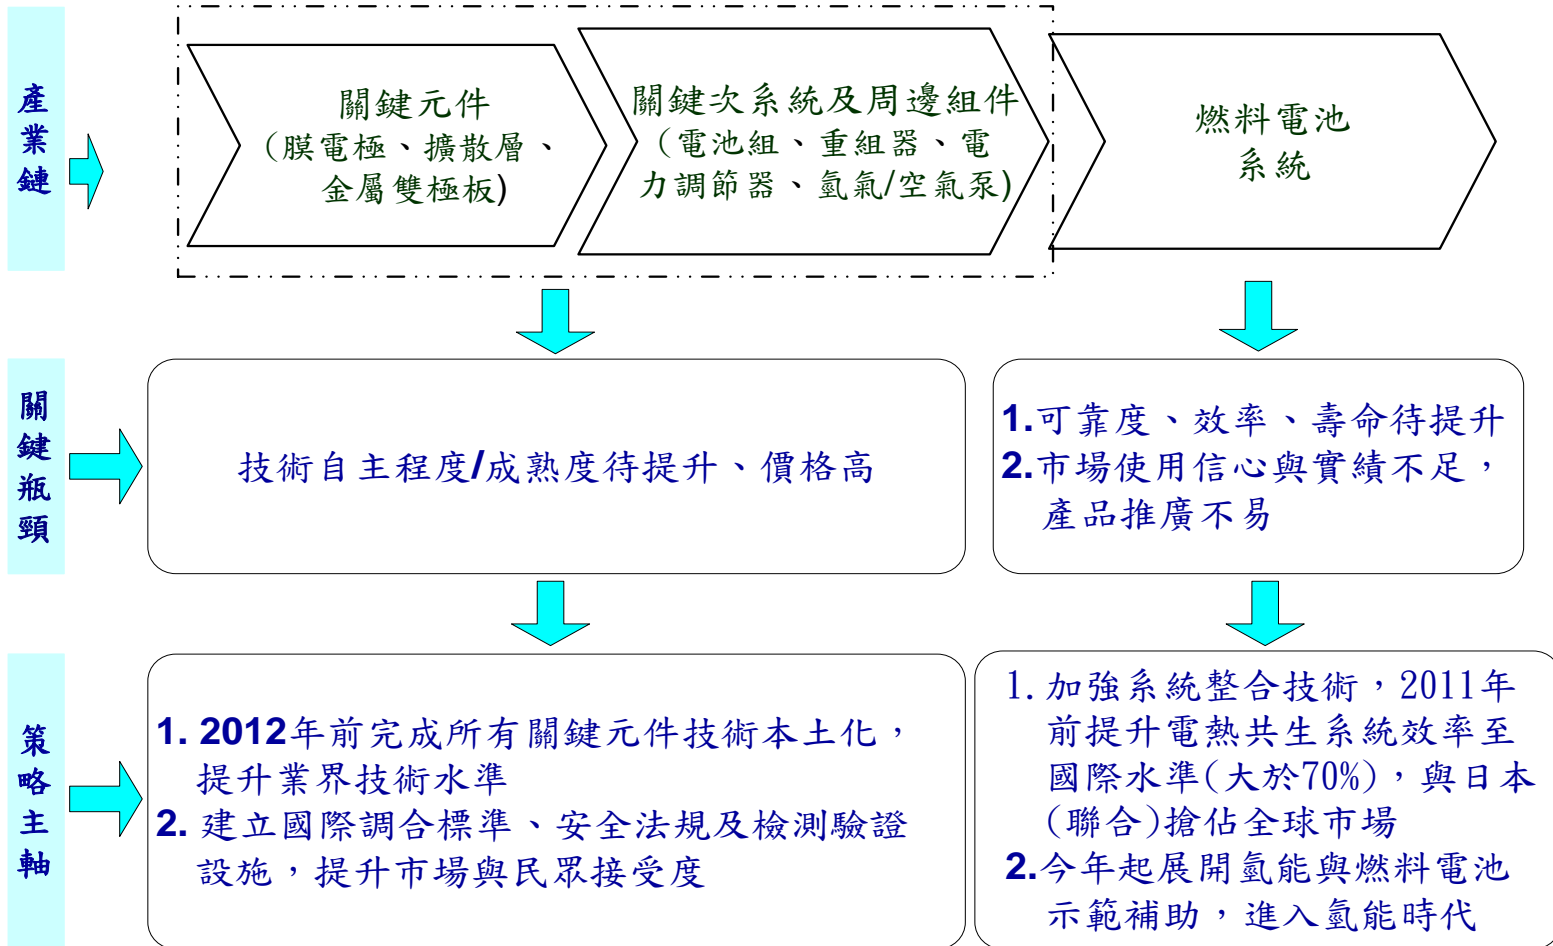 產業鏈
關鍵元件
(膜電極、擴散層、
金屬雙極板)
關鍵次系統及周邊組件
(電池組、重組器、電
力調節器、氫氣/空氣泵)
燃料電池
系統
關鍵瓶頸
技術自主程度/成熟度待提升、價格高
1.可靠度、效率、壽命待提升
2.市場使用信心與實績不足，
產品推廣不易
策略主軸
1. 2012年前完成所有關鍵元件技術本土化，
提升業界技術水準
2. 建立國際調合標準、安全法規及檢測驗證
設施，提升市場與民眾接受度
1. 加強系統整合技術，2011年
前提升電熱共生系統效率至
國際水準(大於70%)，與日本
(聯合)搶佔全球市場
2.今年起展開氫能與燃料電池
示範補助，進入氫能時代